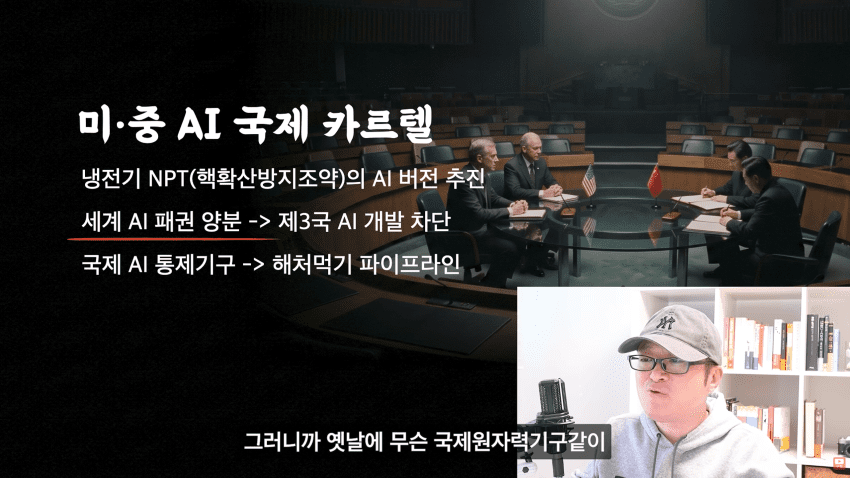 미·중 AI 국제 카르텔
냉전기 NPT(핵확산방지조약)의 AI 버전 추진
세계 AI 패권 양분 -> 제3국 AI 개발 차단
국제 AI 통제기구 -> 해처먹기 파이프라인
그러니까 옛날에 무슨 국제원자력기구같이